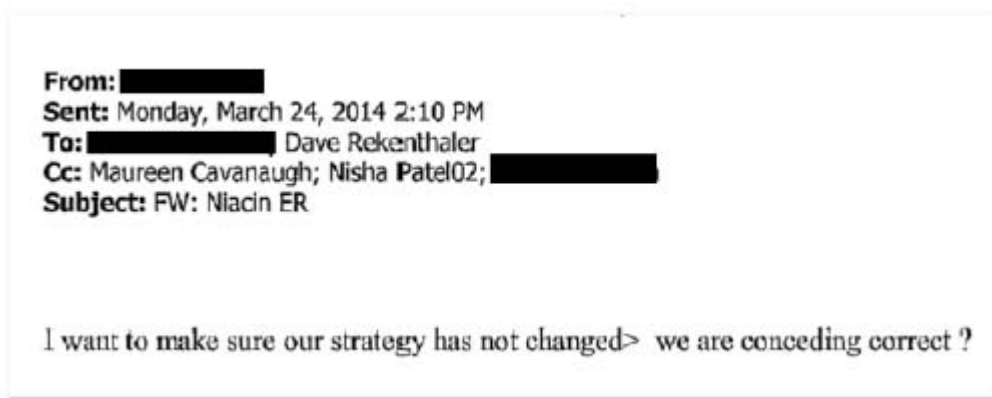 From:
Sent: Monday, March 24, 2014 2:10 PM
To: Dave Rekenthaler
Cc: Maureen Cavanaugh; Nisha Patel02;
Subject: FW: Niacin ER
I want to make sure our strategy has not changed> we are conceding correct ?